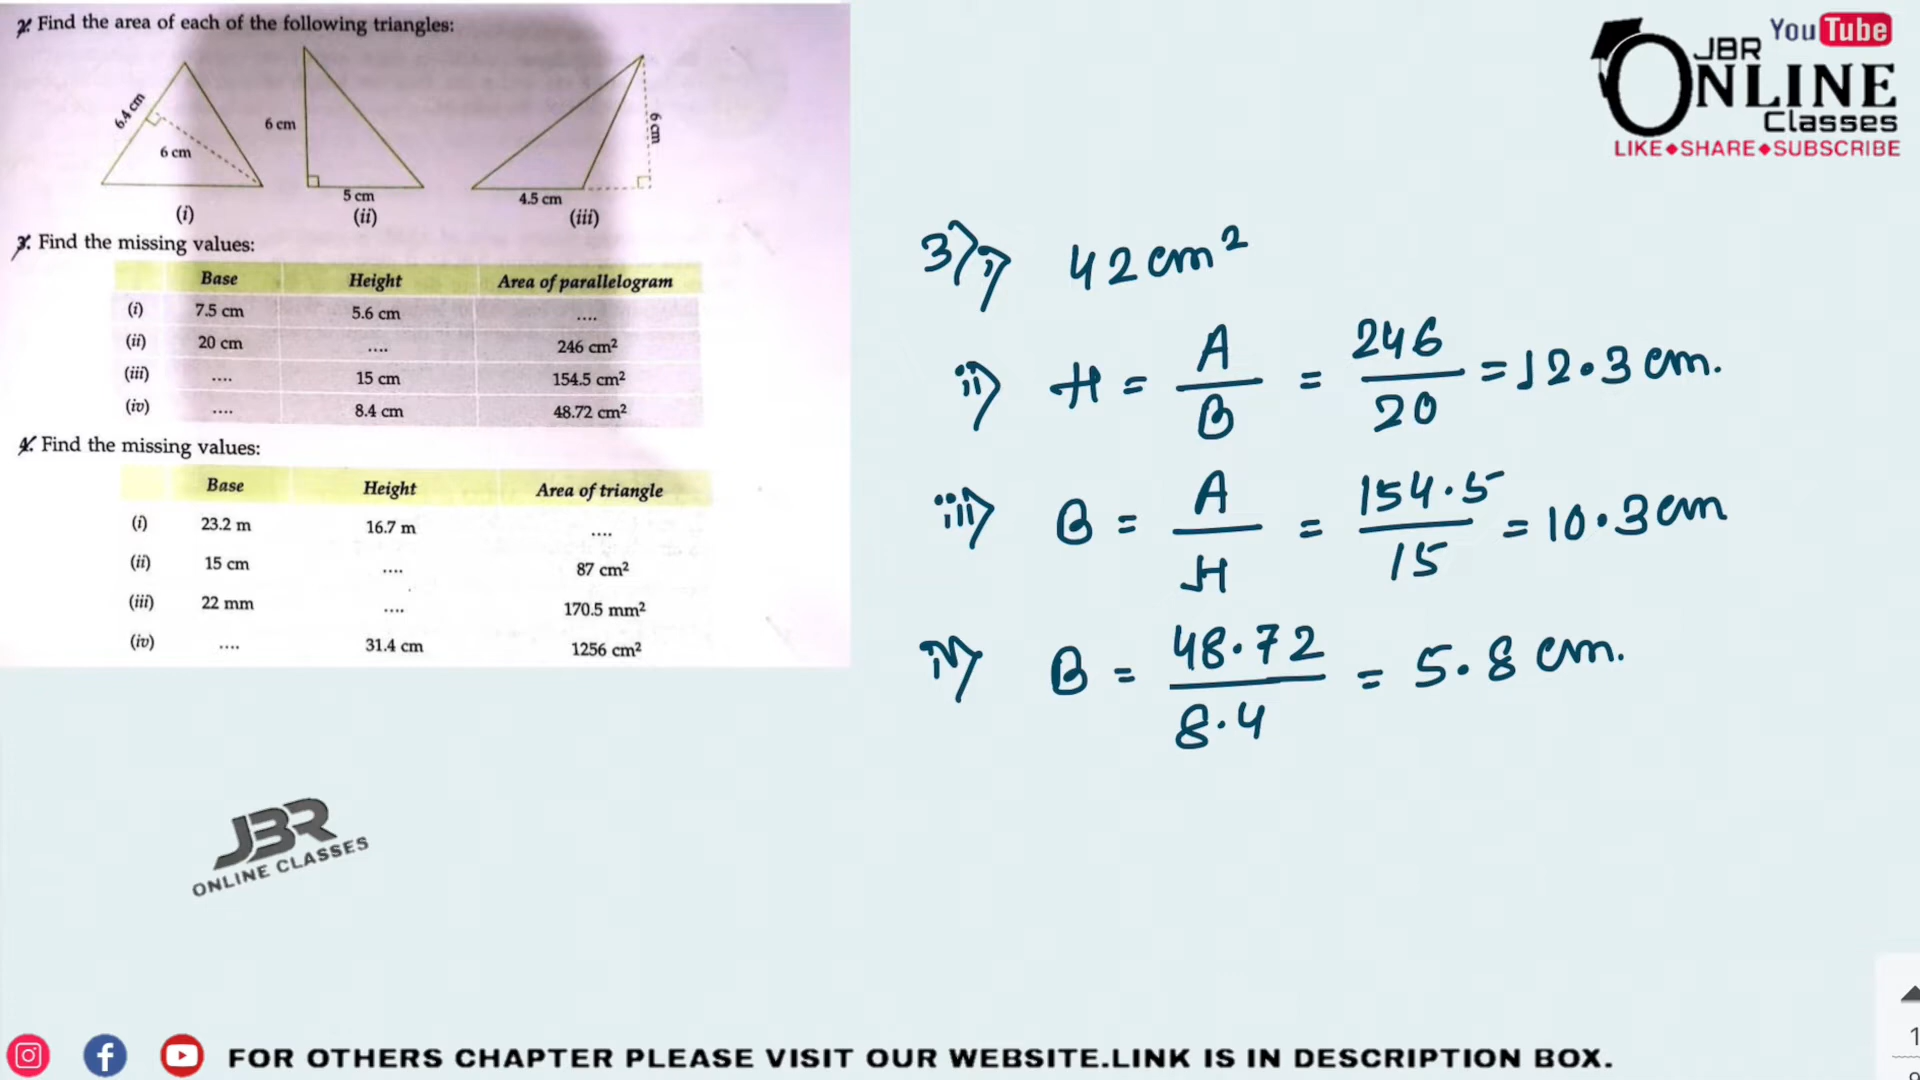 2. Find the area of each of the following triangles:
6.4 cm
6 cm
(i)
6 cm
5 cm
(ii)
6 cm
4.5 cm
(iii)
3. Find the missing values:
Base Height Area of parallelogram
(i) 7.5 cm 5.6 cm ....
(ii) 20 cm .... 246 cm²
(iii) .... 15 cm 154.5 cm²
(iv) .... 8.4 cm 48.72 cm²
4. Find the missing values:
Base Height Area of triangle
(i) 23.2 m 16.7 m ....
(ii) 15 cm .... 87 cm²
(iii) 22 mm .... 170.5 mm²
(iv) .... 31.4 cm 1256 cm²
YouTube
JBR
ONLINE
Classes
LIKE◆SHARE◆SUBSCRIBE
3) i) 42 cm²
ii) H = A/B = 246/20 = 12.3 cm.
iii) B = A/H = 154.5/15 = 10.3 cm
iv) B = 48.72/8.4 = 5.8 cm.
JBR
ONLINE CLASSES
FOR OTHERS CHAPTER PLEASE VISIT OUR WEBSITE.LINK IS IN DESCRIPTION BOX.
1